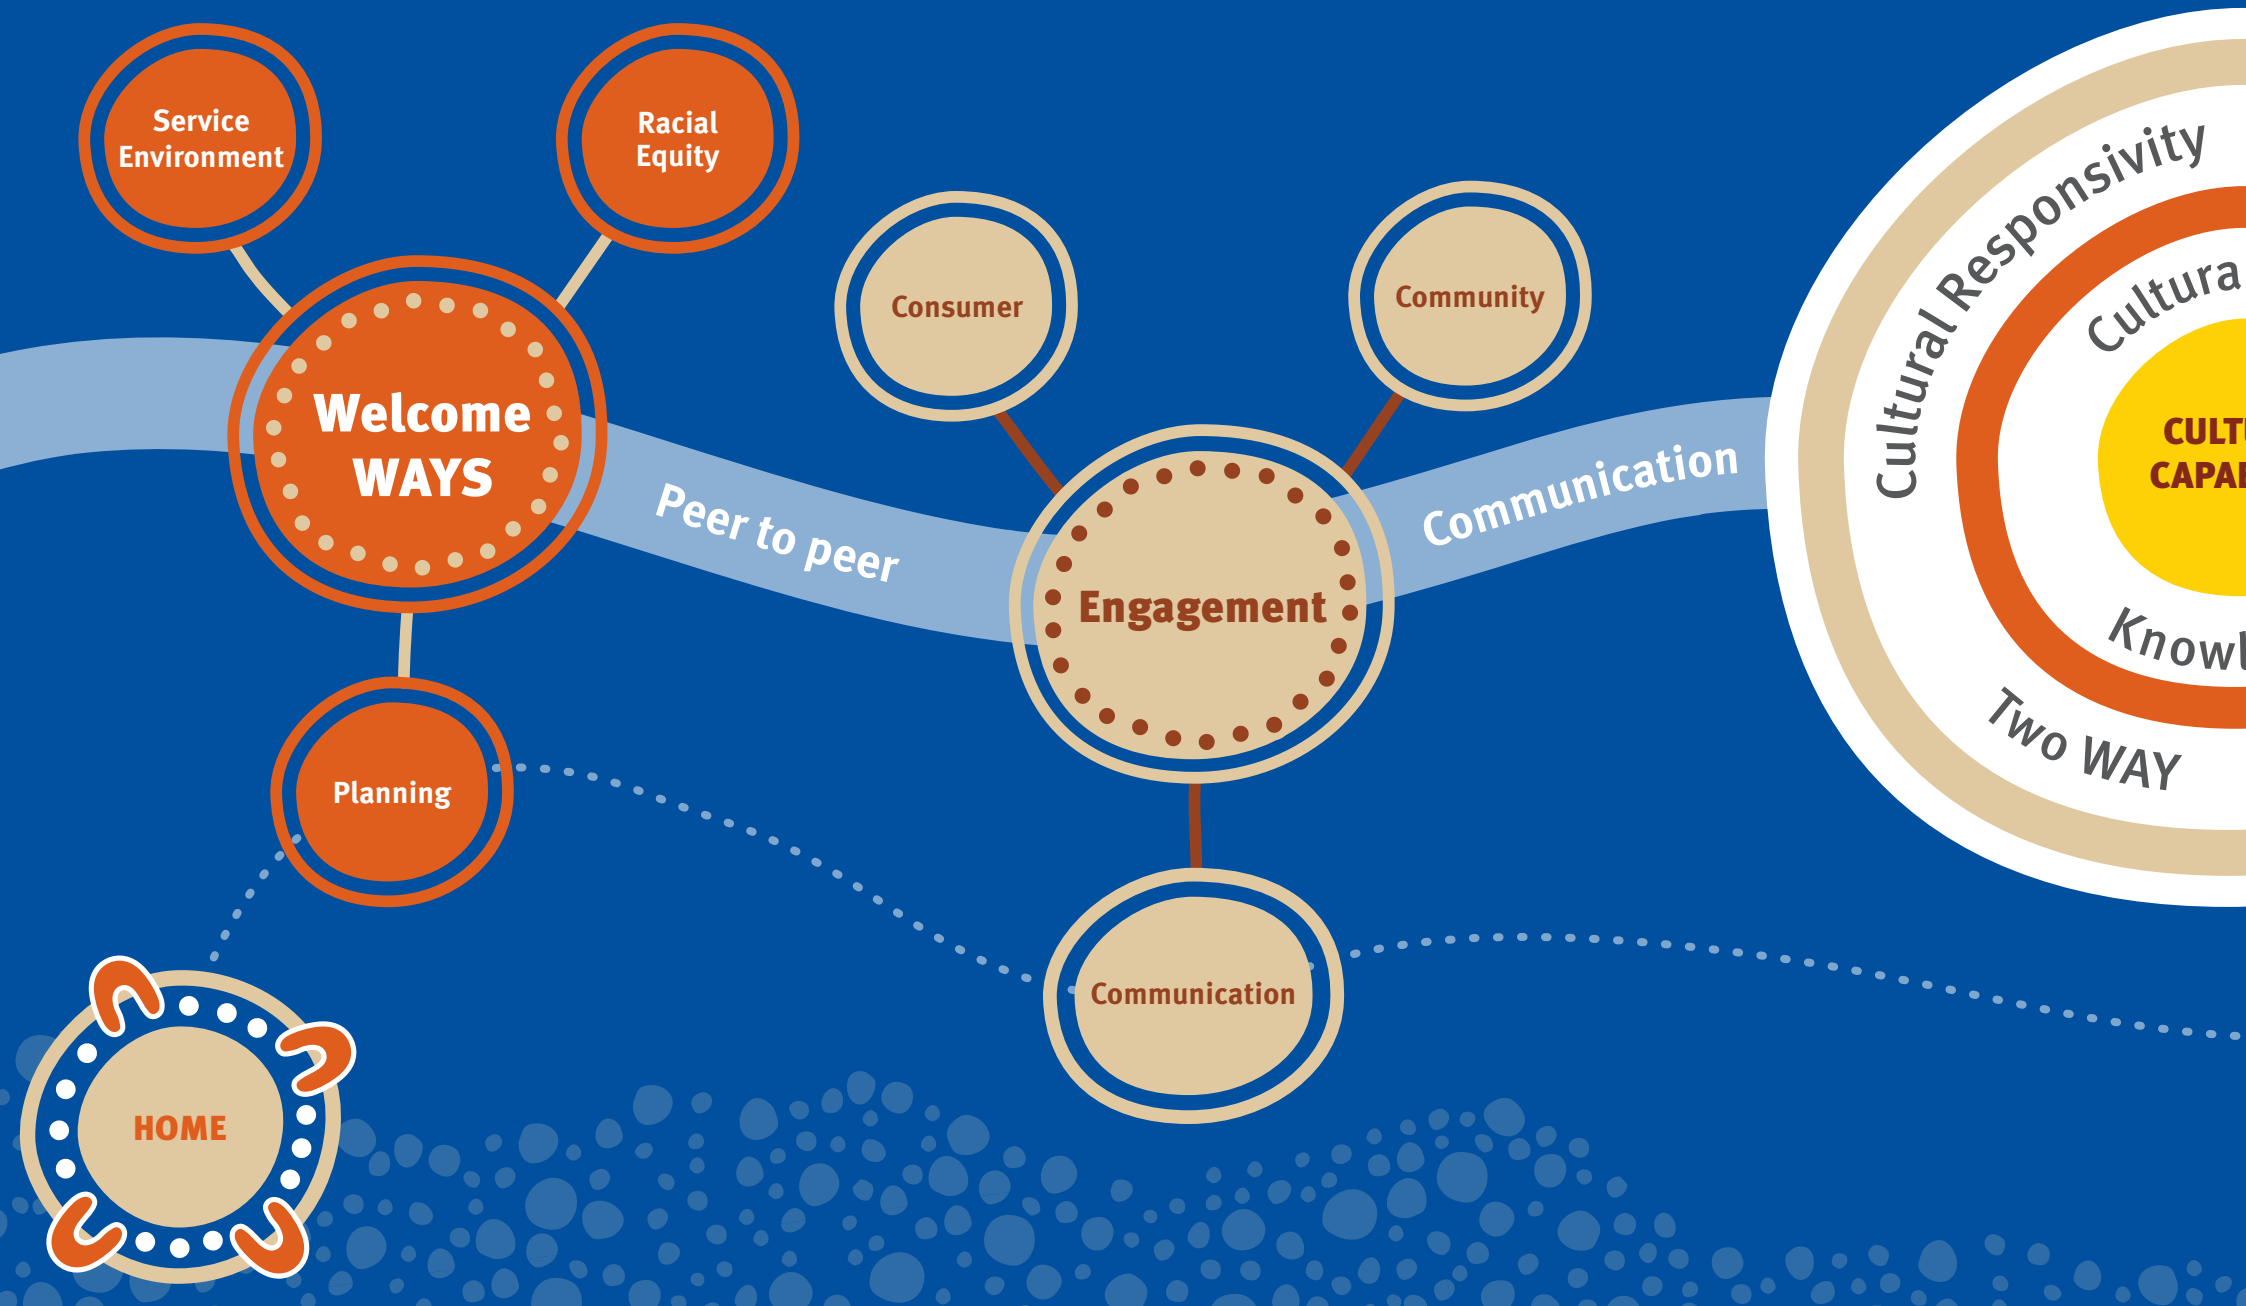 Service
Environment
Racial
Equity
Welcome
WAYS
Peer to peer
Planning
HOME
Consumer
Community
Engagement
Communication
Communication
Cultural Responsivity
Two WAY